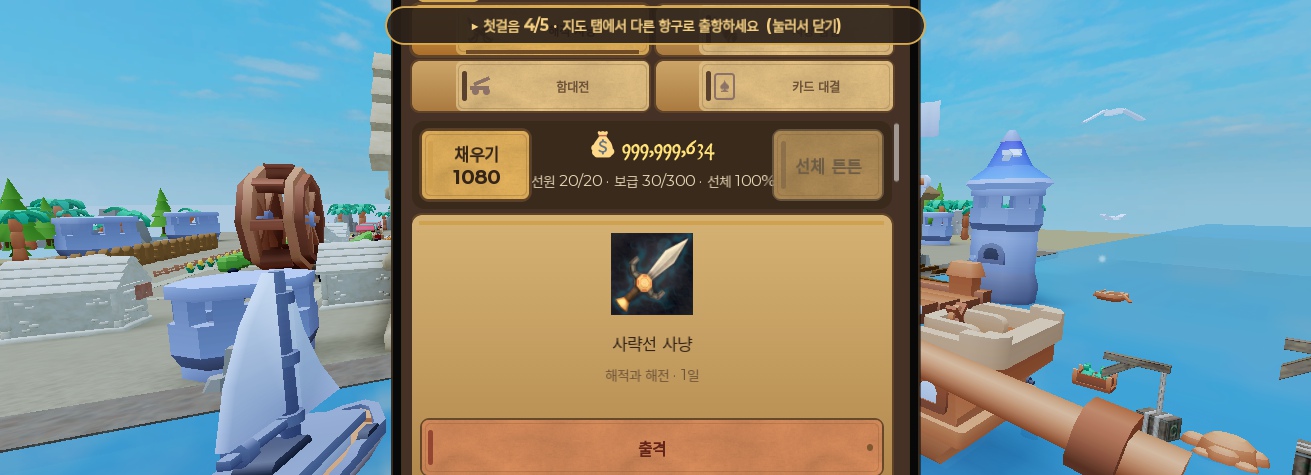 ▸ 첫걸음 4/5 · 지도 탭에서 다른 항구로 출항하세요 (눌러서 닫기)
함대전
카드 대결
채우기
1080
999,999,634
선원 20/20 · 보급 30/300 · 선체 100%
선체 튼튼
사략선 사냥
해적과 해전 · 1일
출격